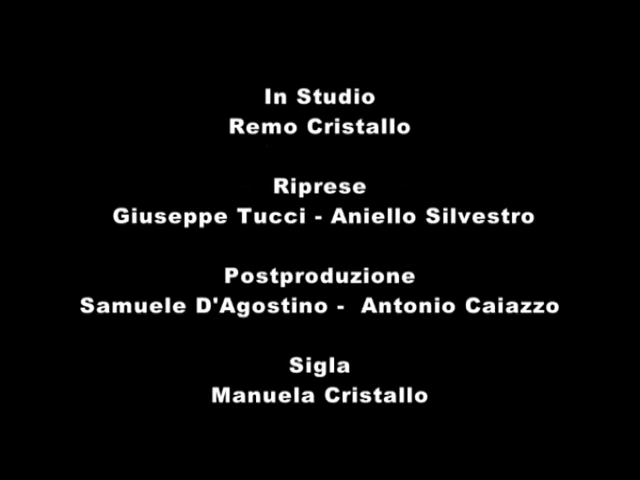 In Studio
Remo Cristallo
Riprese
Giuseppe Tucci - Aniello Silvestro
Postproduzione
Samuele D'Agostino - Antonio Caiazzo
Sigla
Manuela Cristallo